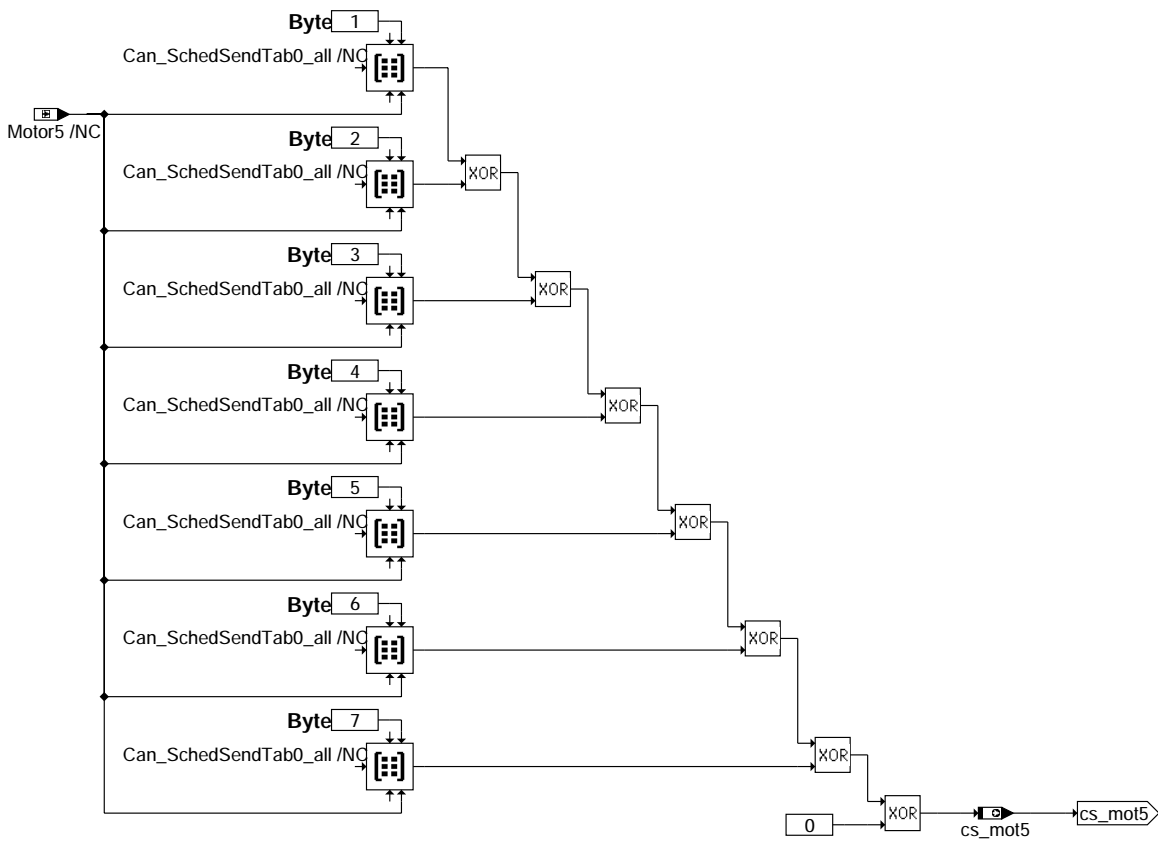 Byte 1
Can_SchedSendTab0_all /NC
Motor5 /NC
Byte 2
Can_SchedSendTab0_all /NC
XOR
Byte 3
Can_SchedSendTab0_all /NC
XOR
Byte 4
Can_SchedSendTab0_all /NC
XOR
Byte 5
Can_SchedSendTab0_all /NC
XOR
Byte 6
Can_SchedSendTab0_all /NC
XOR
Byte 7
Can_SchedSendTab0_all /NC
XOR
XOR
0
cs_mot5
cs_mot5